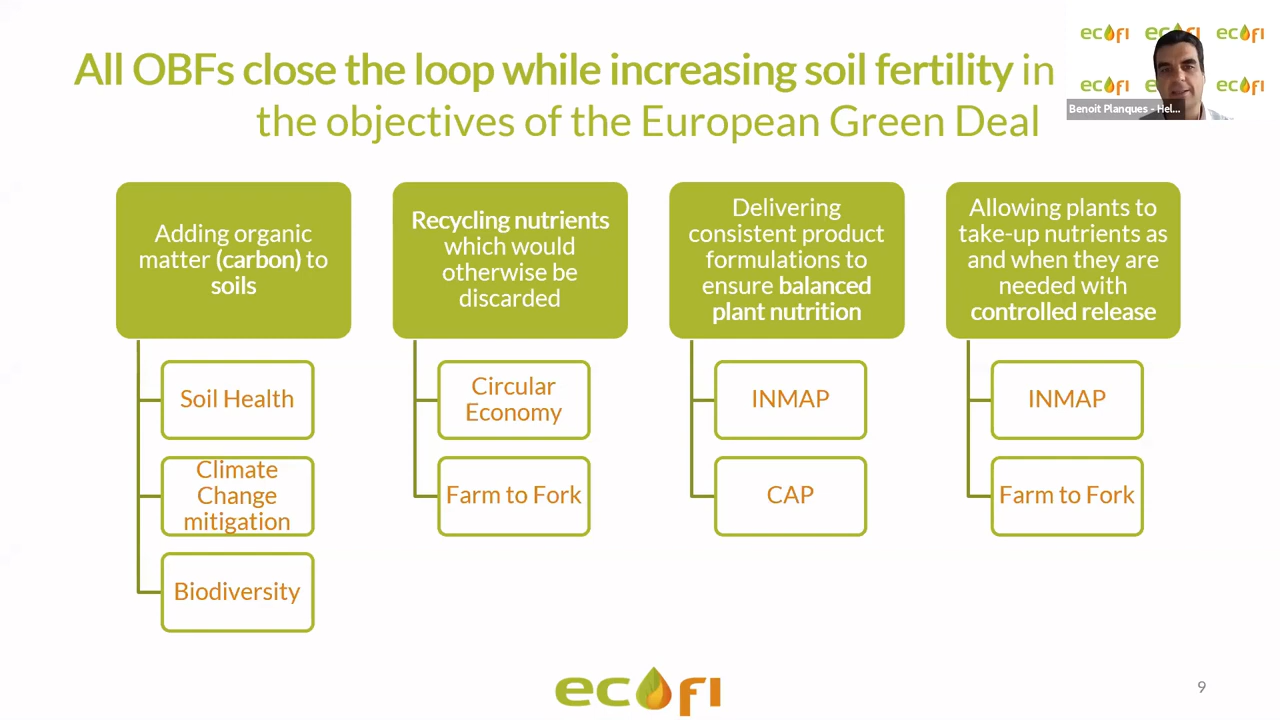 All OBFs close the loop while increasing soil fertility in
the objectives of the European Green Deal
ecofi ecofi ecofi
ecofi ecofi
Benoit Planques - Hel...
Adding organic
matter (carbon) to
soils
Soil Health
Climate
Change
mitigation
Biodiversity
Recycling nutrients
which would
otherwise be
discarded
Circular
Economy
Farm to Fork
Delivering
consistent product
formulations to
ensure balanced
plant nutrition
INMAP
CAP
Allowing plants to
take-up nutrients as
and when they are
needed with
controlled release
INMAP
Farm to Fork
ecofi
9